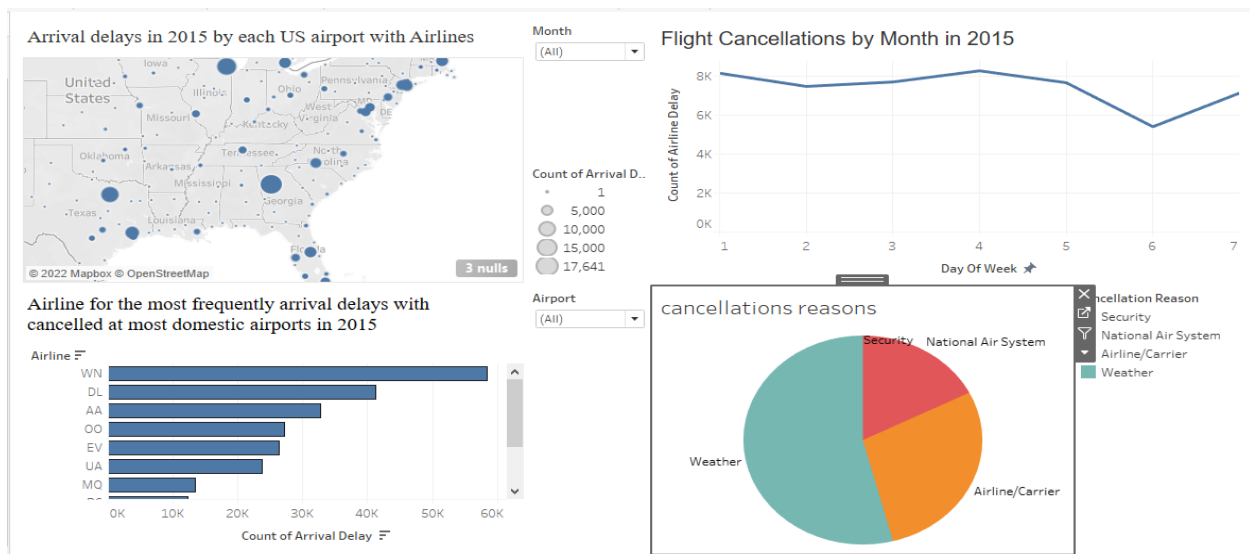 Arrival delays in 2015 by each US airport with Airlines
United
States
Iowa
Illinois
Ohio
Pennsylvania
MD
DE
West
Virginia
Missouri
Kentucky
Tennessee
North
Carolina
Oklahoma
Arkansas
Mississippi
Georgia
Texas
Louisiana
Florida
© 2022 Mapbox © OpenStreetMap
3 nulls
Month
(All)
Count of Arrival D..
1
5,000
10,000
15,000
17,641
Airport
(All)
Flight Cancellations by Month in 2015
Count of Airline Delay
8K
6K
4K
2K
0K
1 2 3 4 5 6 7
Day Of Week
Airline for the most frequently arrival delays with
cancelled at most domestic airports in 2015
Airline
WN
DL
AA
OO
EV
UA
MQ
0K 10K 20K 30K 40K 50K 60K
Count of Arrival Delay
cancellations reasons
Security
National Air System
Weather
Airline/Carrier
ncellation Reason
Security
National Air System
Airline/Carrier
Weather